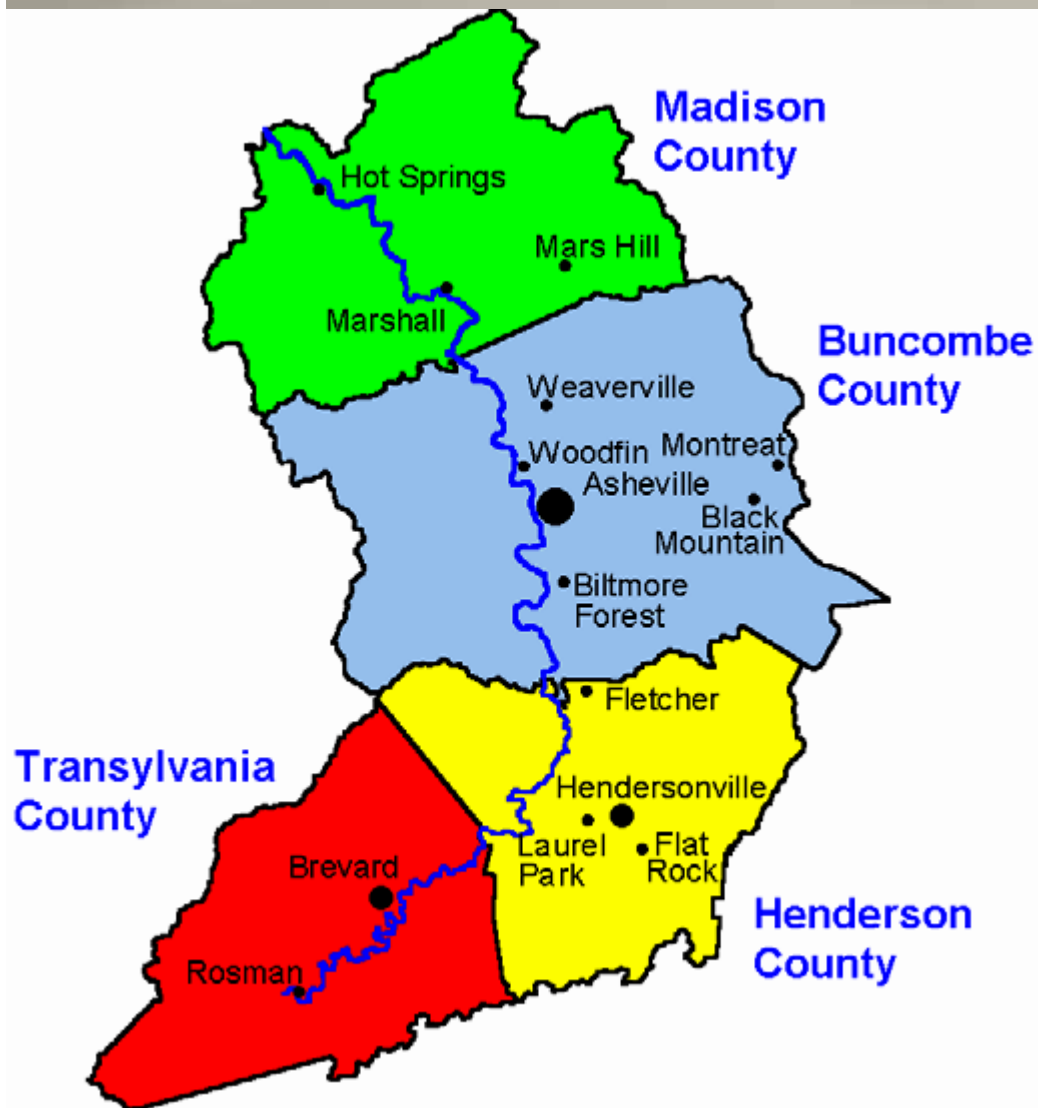 Madison
County
Hot Springs
Mars Hill
Marshall
Buncombe
County
Weaverville
Woodfin
Montreat
Asheville
Black
Mountain
Biltmore
Forest
Fletcher
Transylvania
County
Hendersonville
Laurel
Park
Flat
Rock
Brevard
Henderson
County
Rosman